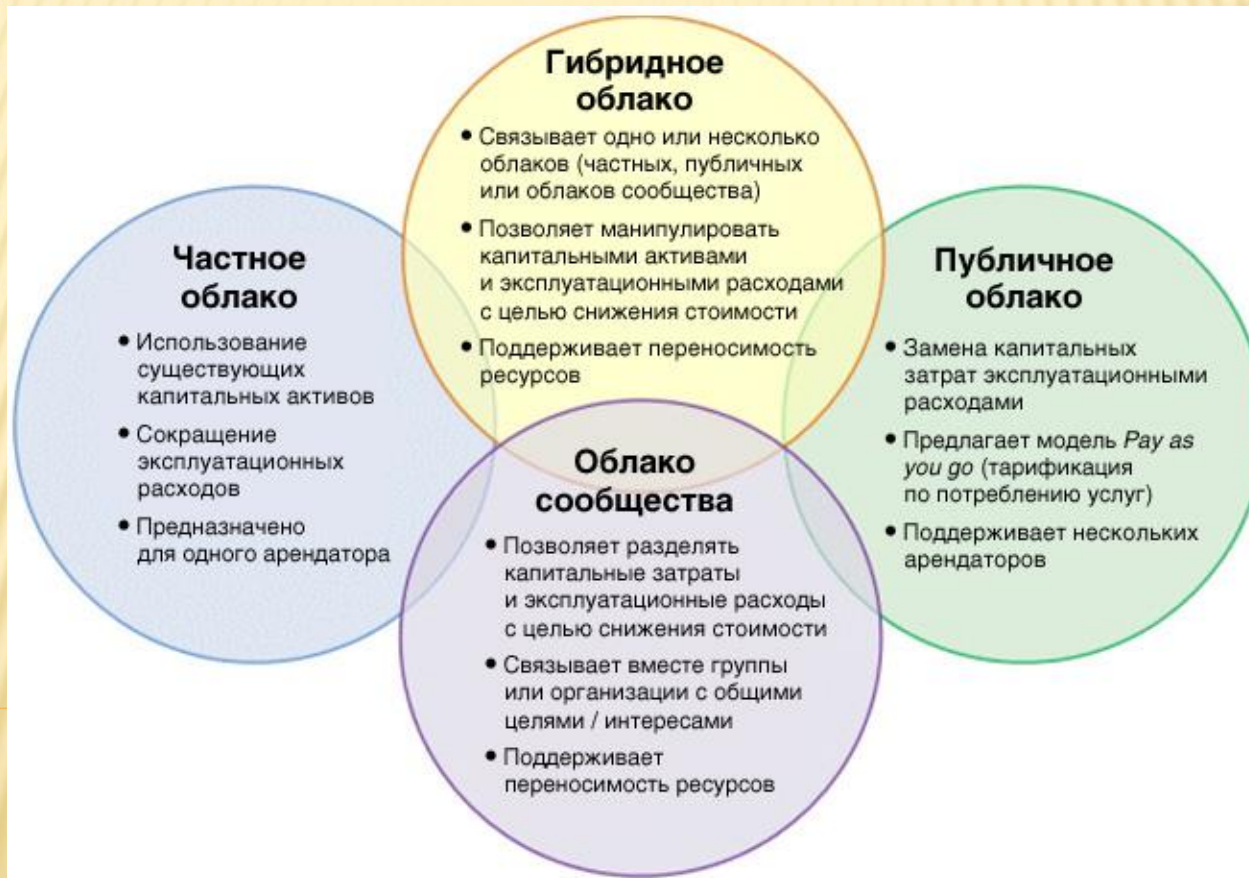 Гибридное
облако
• Связывает одно или несколько
облаков (частных, публичных
или облаков сообщества)
• Позволяет манипулировать
капитальными активами
и эксплуатационными расходами
с целью снижения стоимости
• Поддерживает переносимость
ресурсов
Частное
облако
• Использование
существующих
капитальных активов
• Сокращение
эксплуатационных
расходов
• Предназначено
для одного арендатора
Публичное
облако
• Замена капитальных
затрат эксплуатационными
расходами
• Предлагает модель Pay as
you go (тарификация
по потреблению услуг)
• Поддерживает нескольких
арендаторов
Облако
сообщества
• Позволяет разделять
капитальные затраты
и эксплуатационные расходы
с целью снижения стоимости
• Связывает вместе группы
или организации с общими
целями / интересами
• Поддерживает
переносимость ресурсов